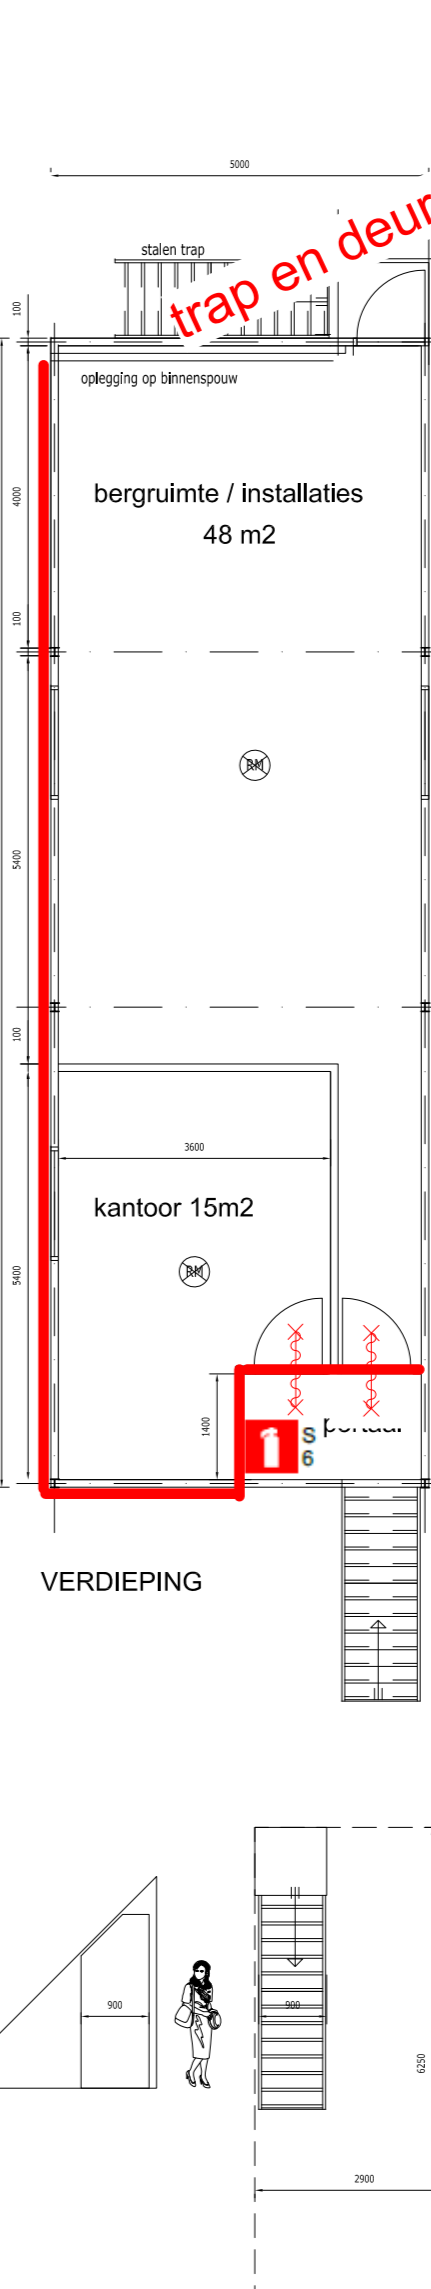 5000
trap en deur
stalen trap
100
oplegging op binnenspouw
4000
bergruimte / installaties
48 m2
100
RM
5400
100
3600
kantoor 15m2
RM
5400
1400
S
6
portaal
VERDIEPING
900
900
6250
2900